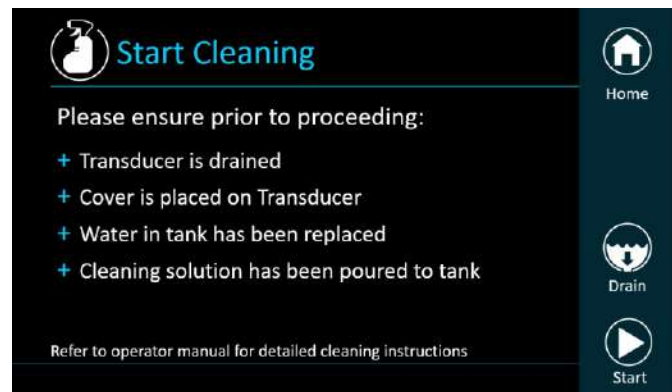 Start Cleaning
Please ensure prior to proceeding:
+ Transducer is drained
+ Cover is placed on Transducer
+ Water in tank has been replaced
+ Cleaning solution has been poured to tank
Refer to operator manual for detailed cleaning instructions
Home
Drain
Start